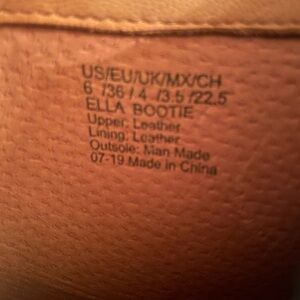 US/EU/UK/MX/CH
6 /36 / 4 /3.5 /22.5
ELLA BOOTIE
Upper: Leather
Lining: Leather
Outsole: Man Made
07-19 Made in China